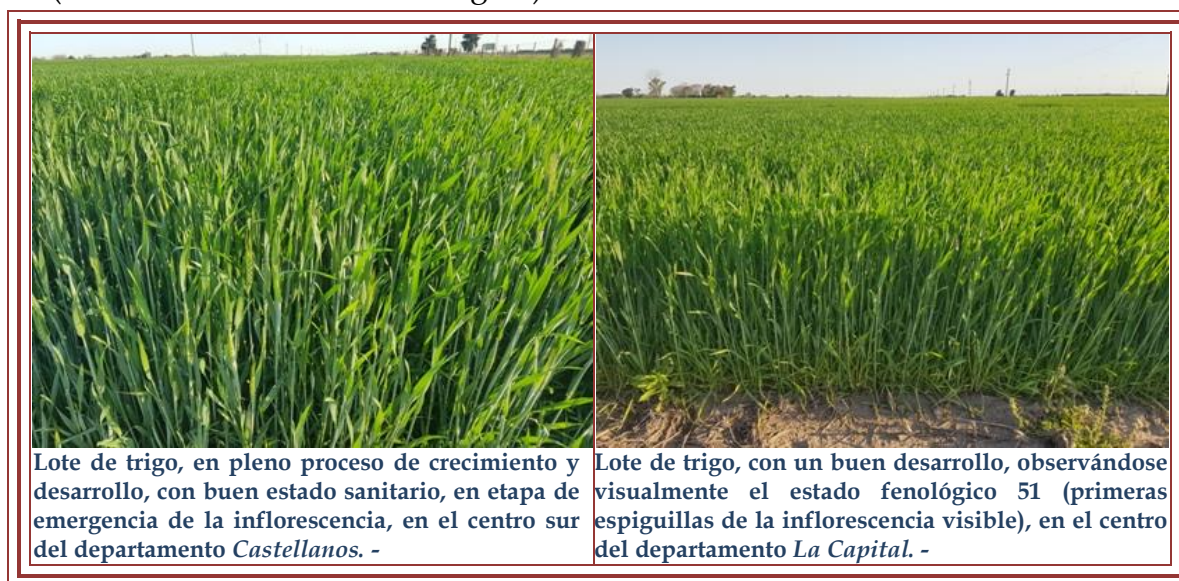 Lote de trigo, en pleno proceso de crecimiento y
desarrollo, con buen estado sanitario, en etapa de
emergencia de la inflorescencia, en el centro sur
del departamento Castellanos. -
Lote de trigo, con un buen desarrollo, observándose
visualmente el estado fenológico 51 (primeras
espiguillas de la inflorescencia visible), en el centro
del departamento La Capital. -